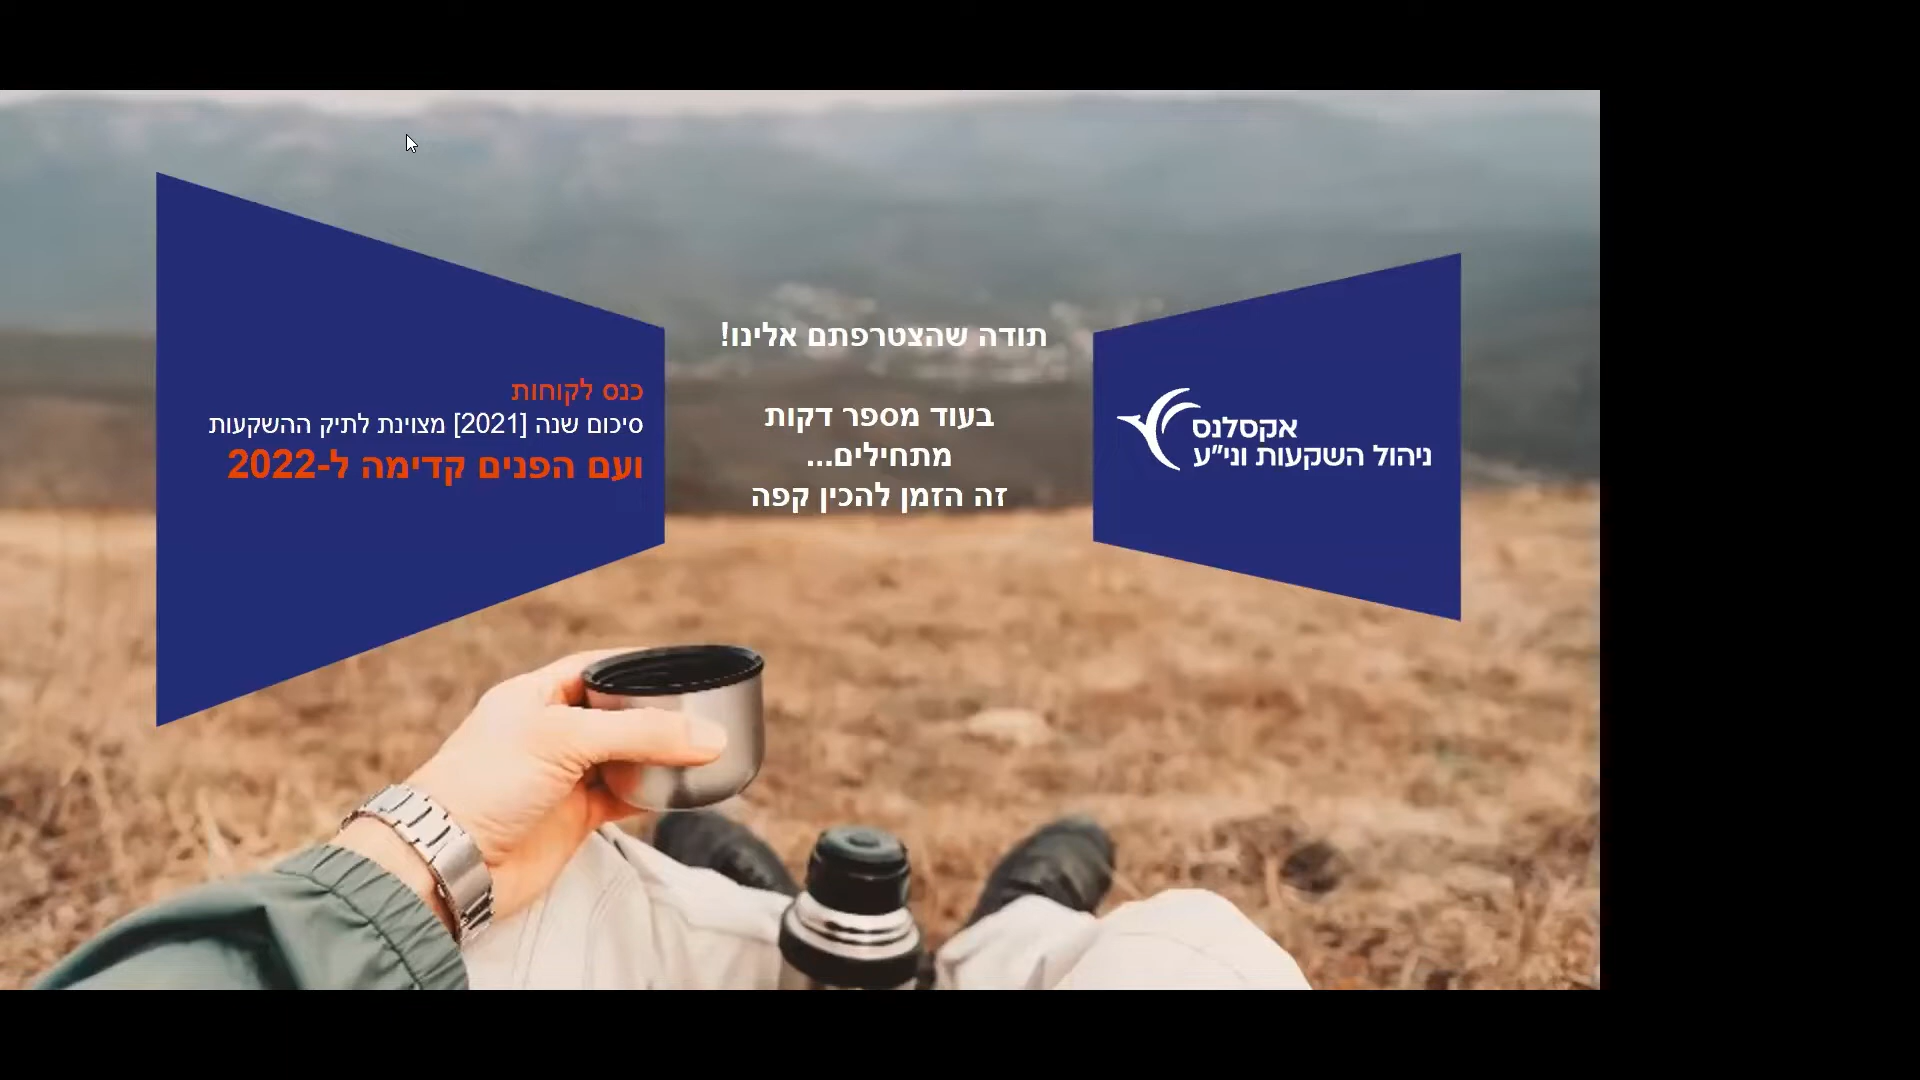 אקסלנס
ניהול השקעות וני"ע
תודה שהצטרפתם אלינו!
בעוד מספר דקות
מתחילים...
זה הזמן להכין קפה
כנס לקוחות
סיכום שנה [2021] מצוינת לתיק ההשקעות
ועם הפנים קדימה ל-2022